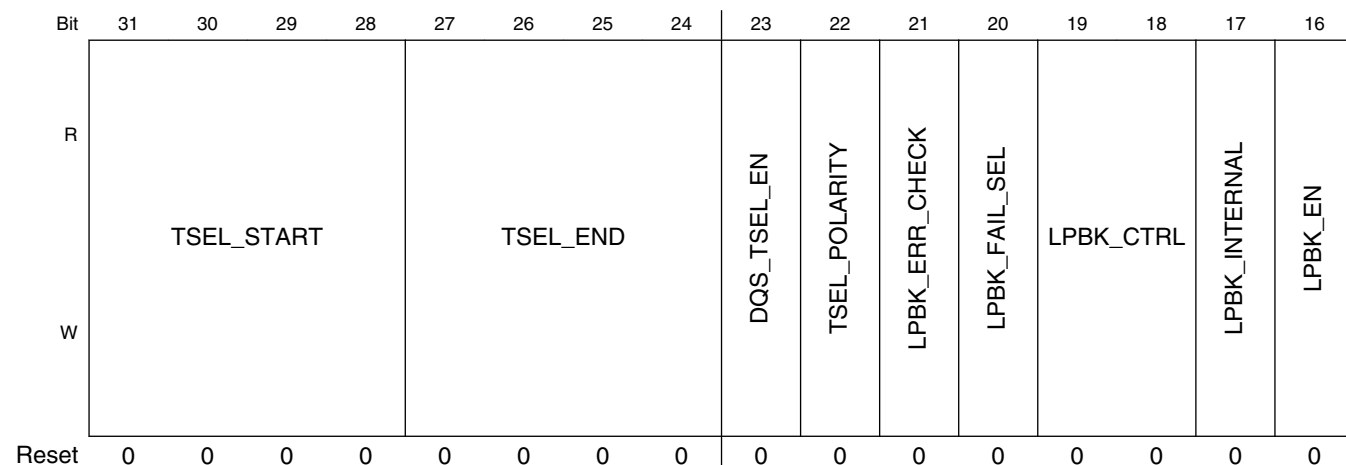 Bit 31 30 29 28 27 26 25 24 23 22 21 20 19 18 17 16
R
W
TSEL_START TSEL_END DQS_TSEL_EN TSEL_POLARITY LPBK_ERR_CHECK LPBK_FAIL_SEL LPBK_CTRL LPBK_INTERNAL LPBK_EN
Reset 0 0 0 0 0 0 0 0 0 0 0 0 0 0 0 0